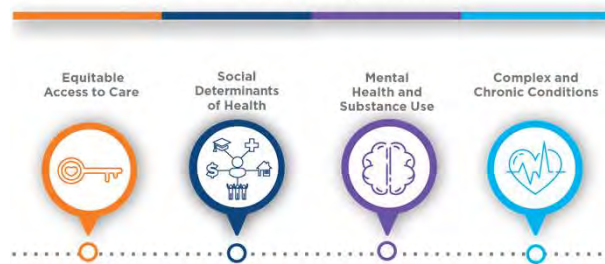 Equitable
Access to Care
Social
Determinants
of Health
Mental
Health and
Substance Use
Complex and
Chronic Conditions
$